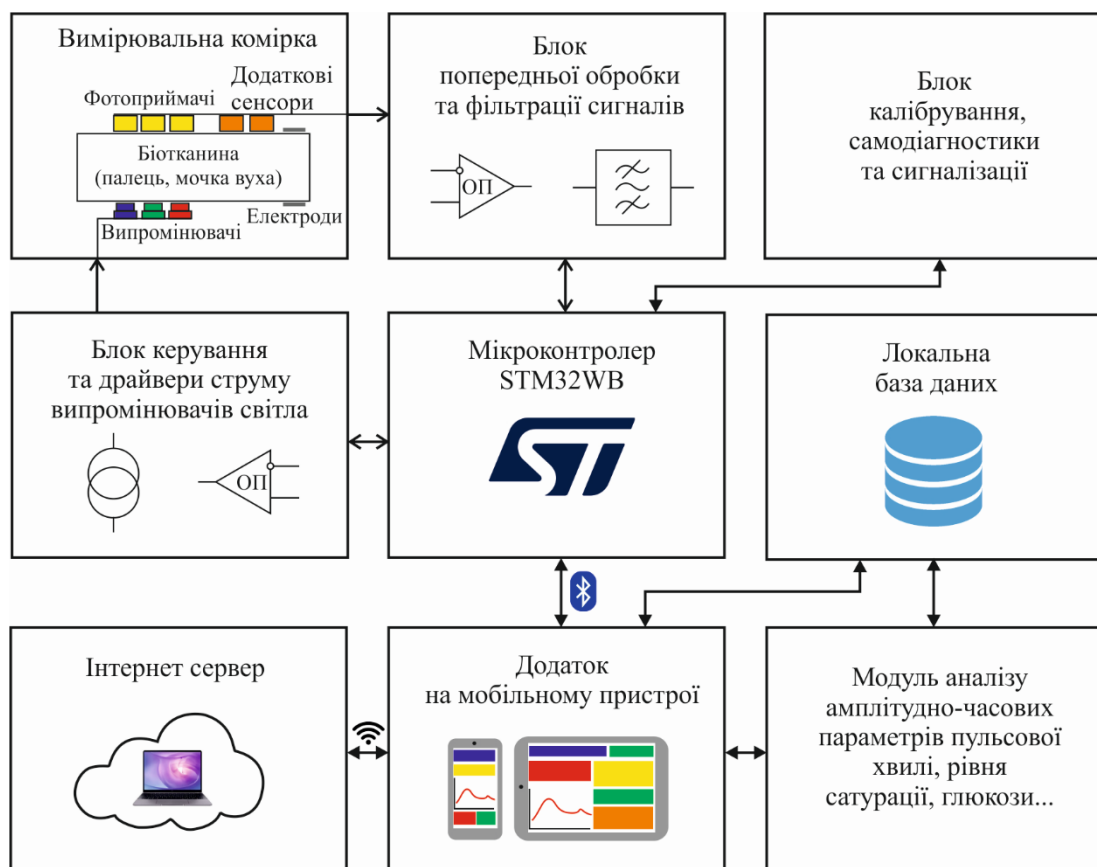 Вимірювальна комірка
Додаткові
Фотоприймачі сенсори
Біотканина
(палець, мочка вуха)
Електроди
Випромінювачі
Блок
попередньої обробки
та фільтрації сигналів
ОП
Блок
калібрування,
самодіагностики
та сигналізації
Блок керування
та драйвери струму
випромінювачів світла
ОП
Мікроконтролер
STM32WB
ST
Локальна
база даних
Інтернет сервер
Додаток
на мобільному пристрої
Модуль аналізу
амплітудно-часових
параметрів пульсової
хвилі, рівня
сатурації, глюкози...